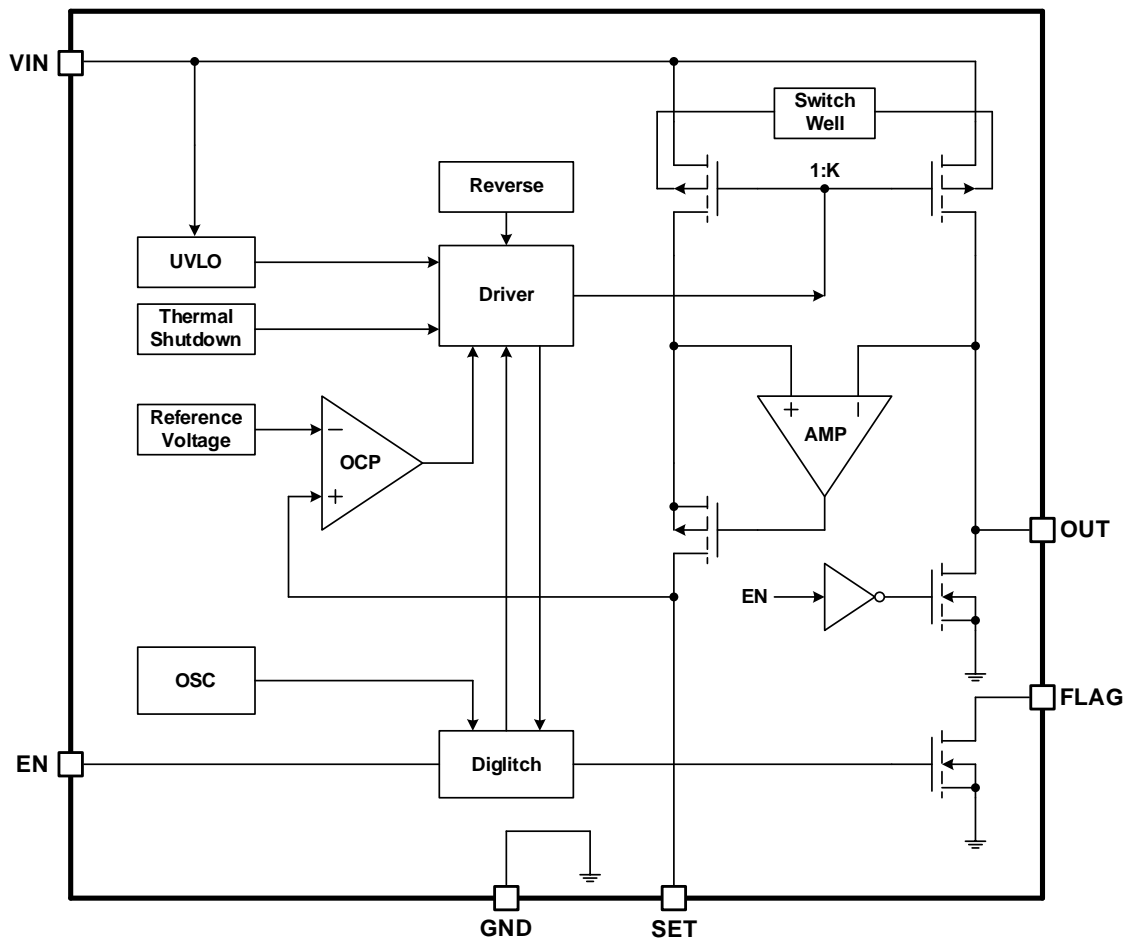 VIN
Switch
Well
1:K
Reverse
UVLO
Driver
Thermal
Shutdown
Reference
Voltage
−
OCP
+
+
−
AMP
OUT
EN
OSC
FLAG
EN
Diglitch
GND
SET